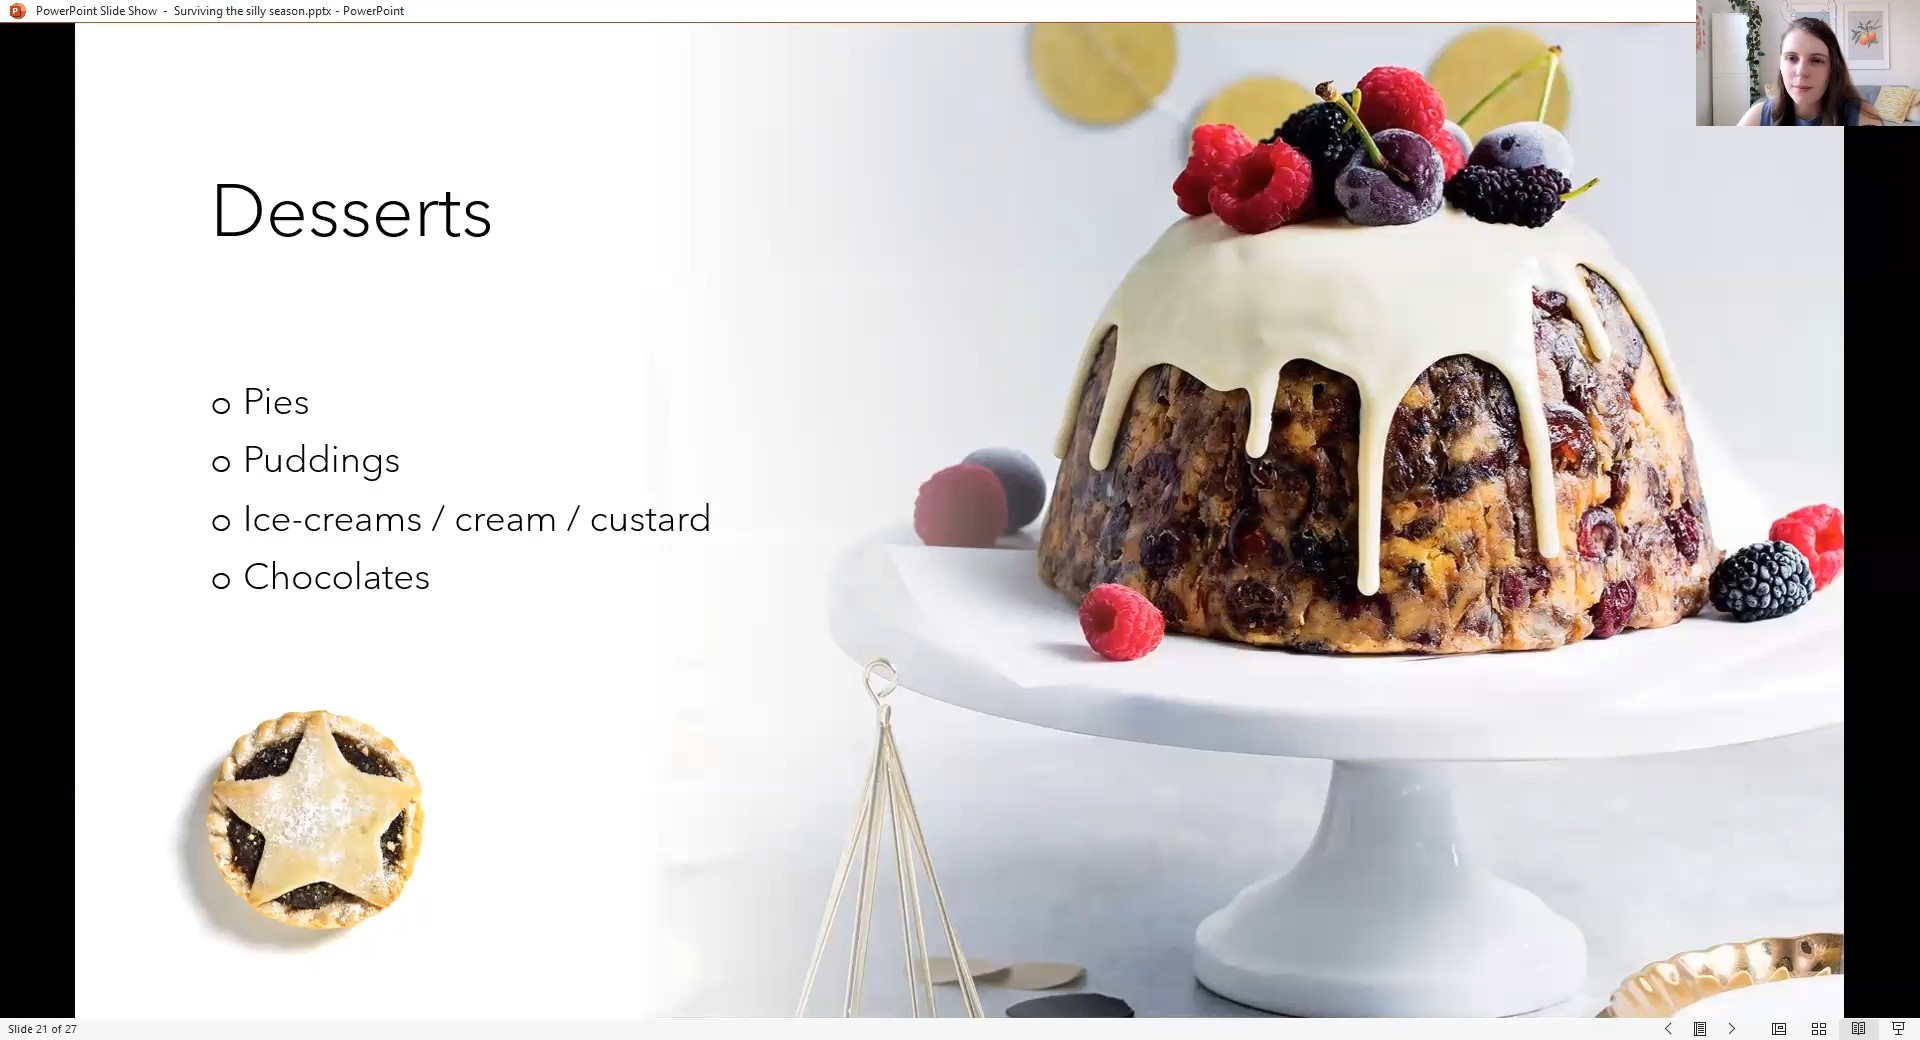 PowerPoint Slide Show - Surviving the silly season.pptx - PowerPoint
Desserts
o Pies
o Puddings
o Ice-creams / cream / custard
o Chocolates
Slide 21 of 27